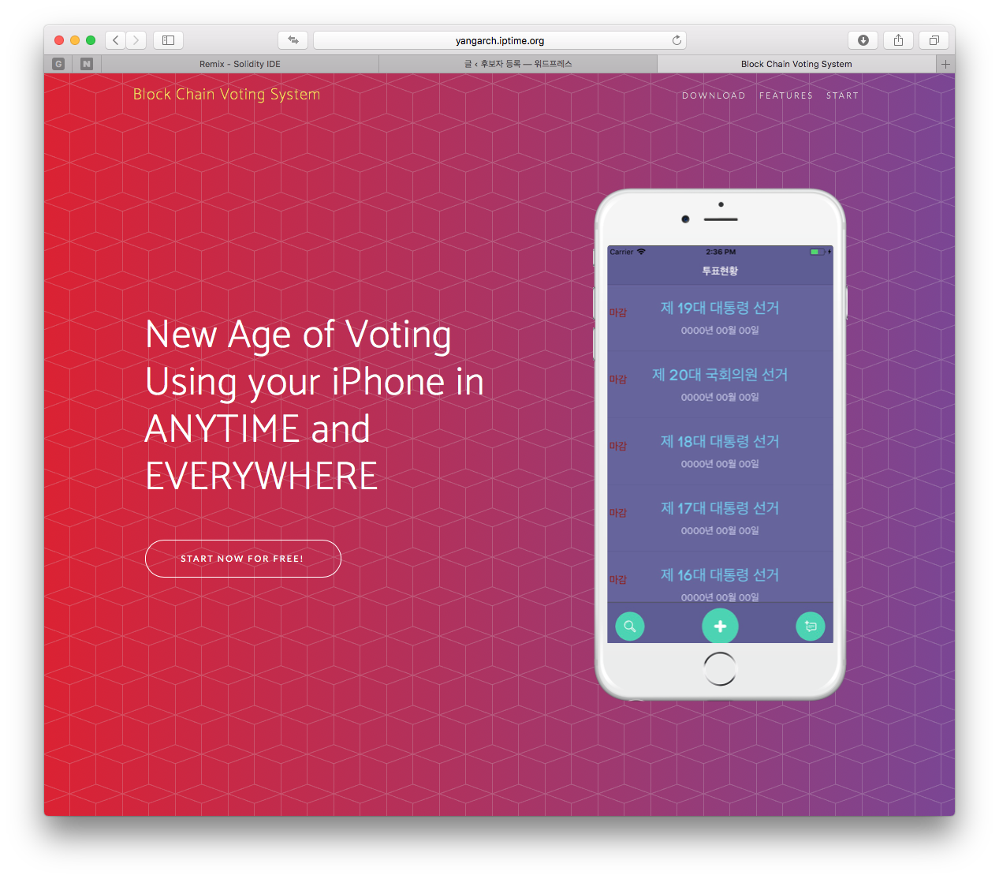 yangarch.iptime.org
G
N
Remix - Solidity IDE
글 ‹ 후보자 등록 — 워드프레스
Block Chain Voting System
Block Chain Voting System
DOWNLOAD FEATURES START
New Age of Voting
Using your iPhone in
ANYTIME and
EVERYWHERE
START NOW FOR FREE!
Carrier 2:36 PM
투표현황
마감 제 19대 대통령 선거
0000년 00월 00일
마감 제 20대 국회의원 선거
0000년 00월 00일
마감 제 18대 대통령 선거
0000년 00월 00일
마감 제 17대 대통령 선거
0000년 00월 00일
마감 제 16대 대통령 선거
0000년 00월 00일